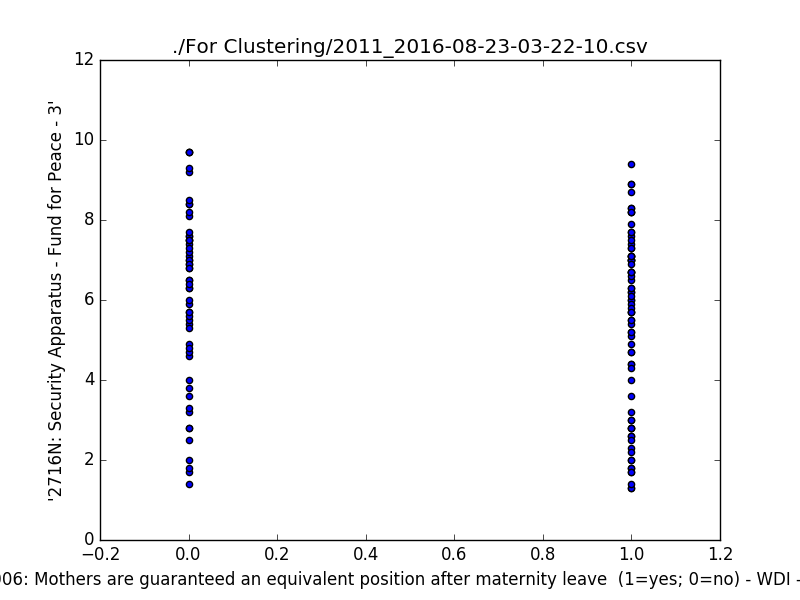 ./For Clustering/2011_2016-08-23-03-22-10.csv
'2716N: Security Apparatus - Fund for Peace - 3'
12
10
8
6
4
2
0
−0.2 0.0 0.2 0.4 0.6 0.8 1.0 1.2
006: Mothers are guaranteed an equivalent position after maternity leave (1=yes; 0=no) - WDI -